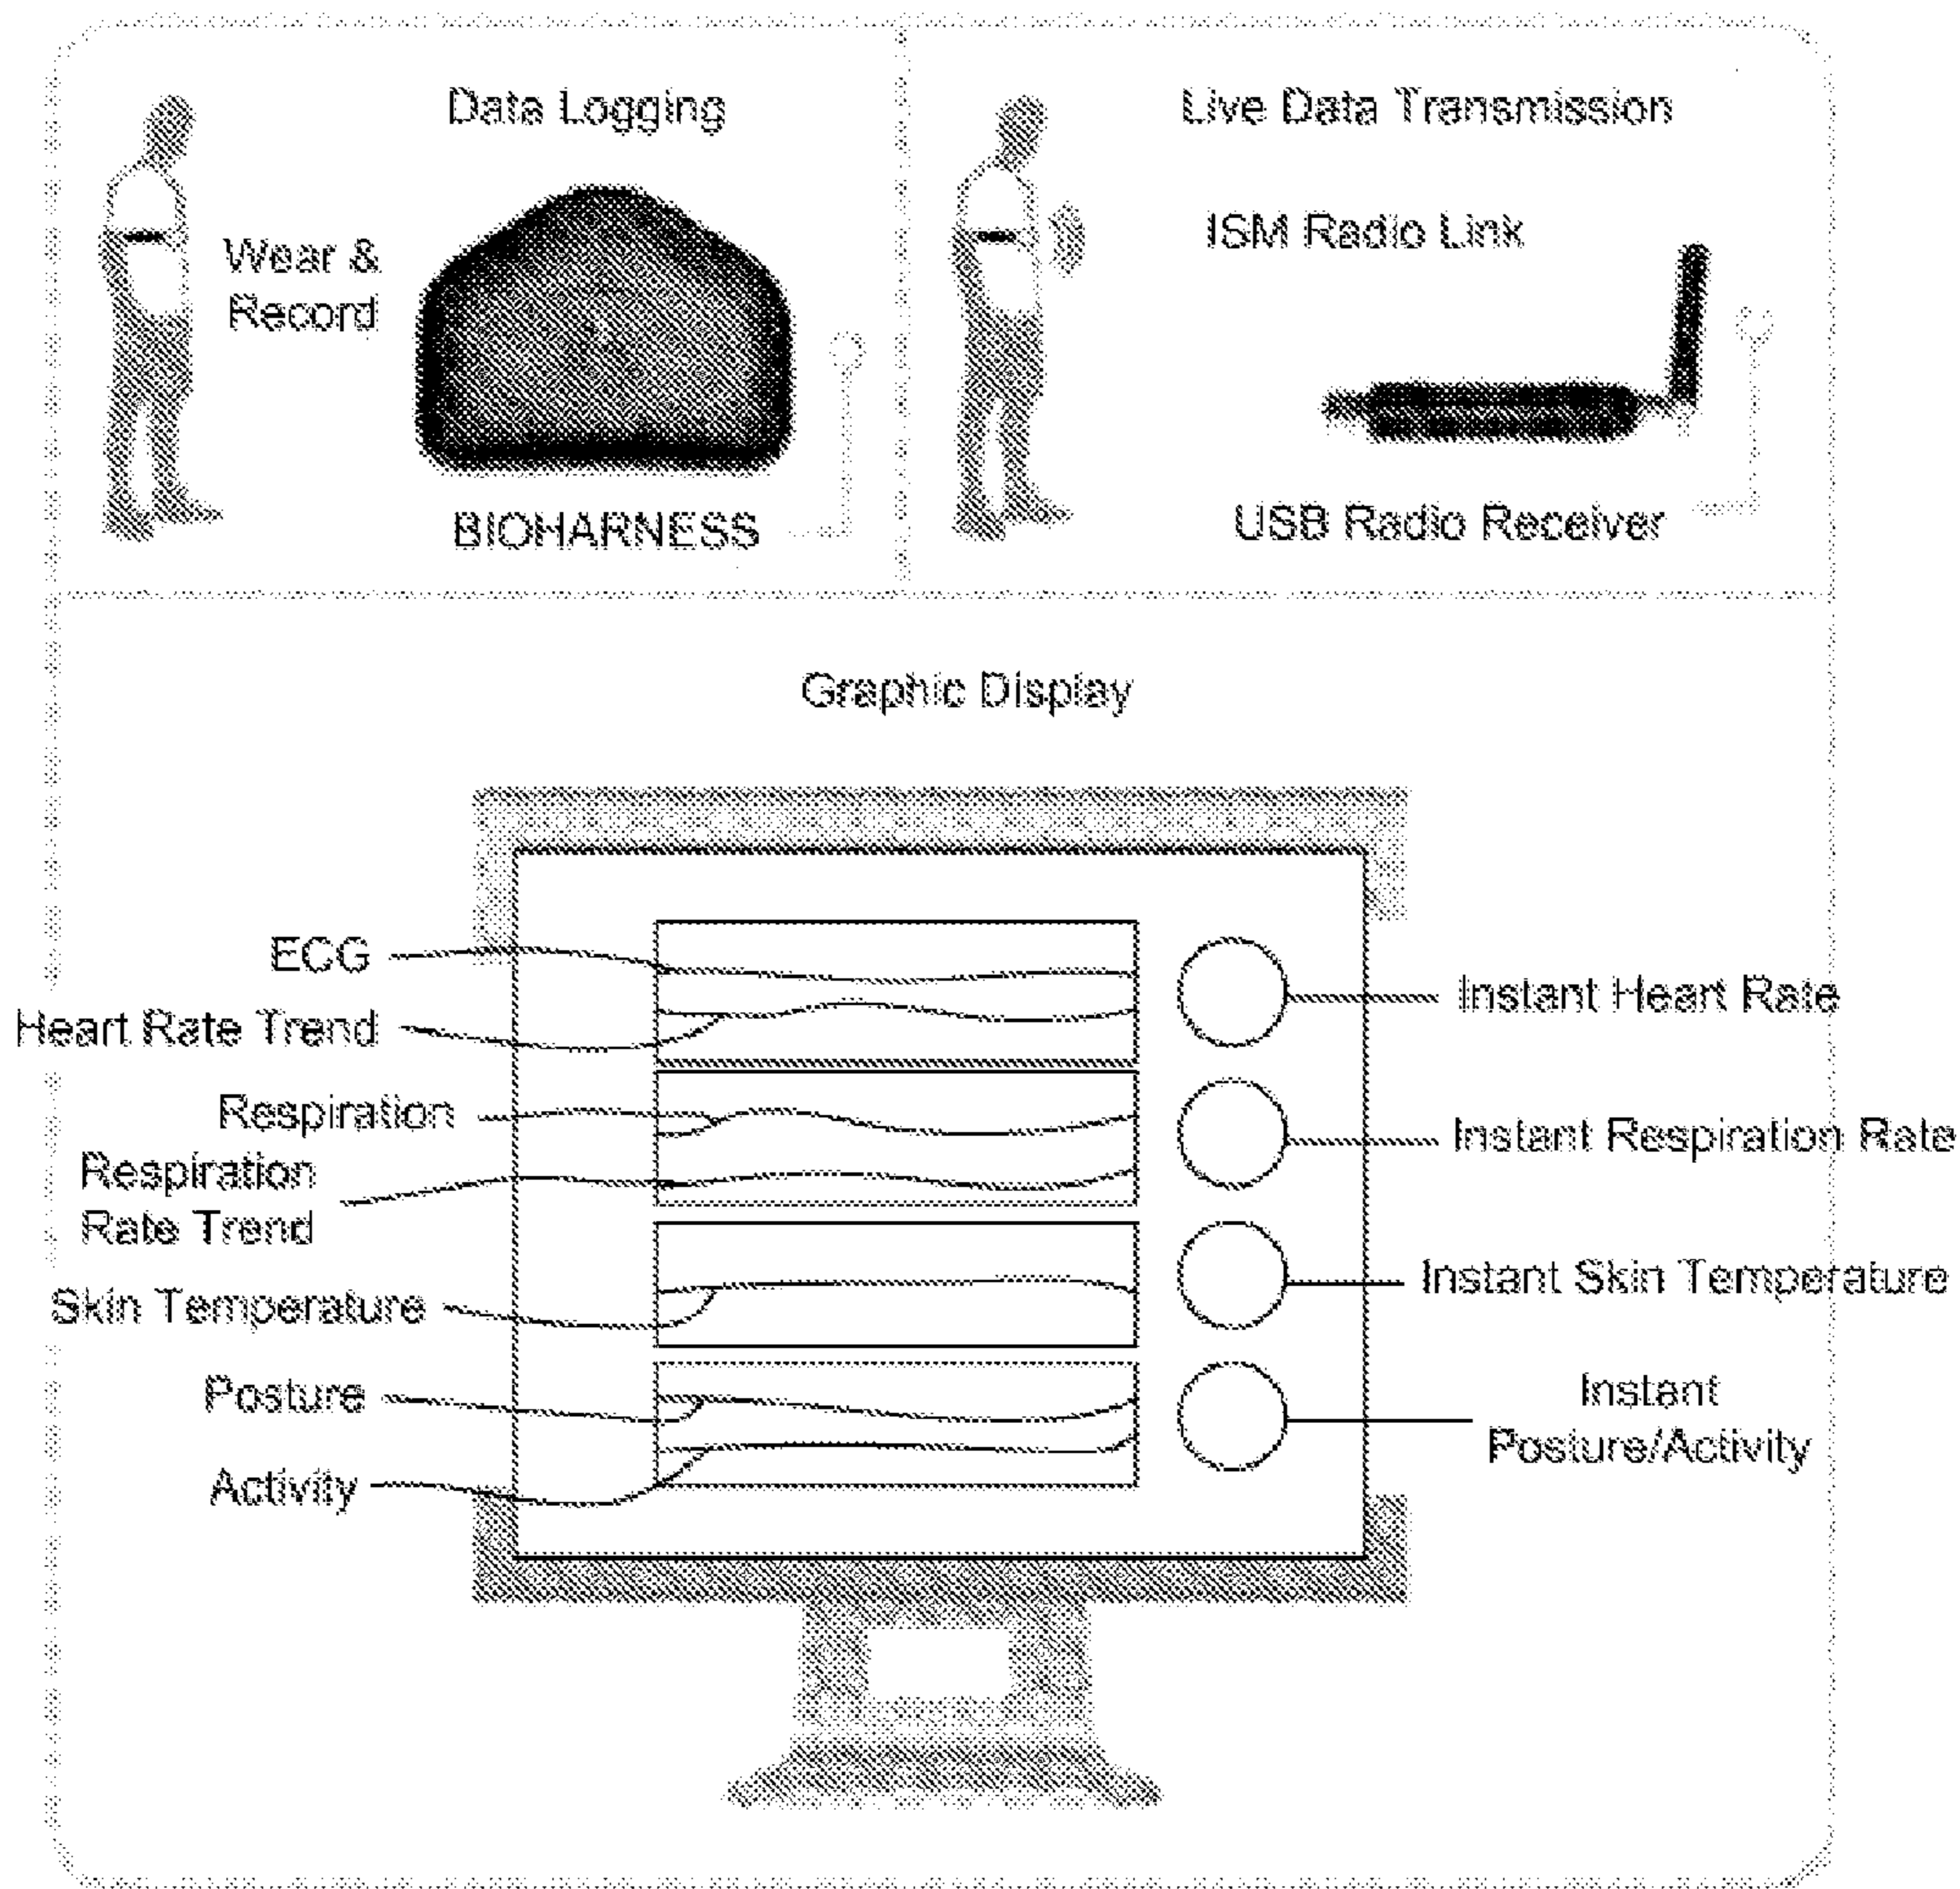 Data Logging
Wear &
Record
BIOHARNESS
Live Data Transmission
ISM Radio Link
USB Radio Receiver
Graphic Display
ECG
Heart Rate Trend
Respiration
Respiration
Rate Trend
Skin Temperature
Posture
Activity
Instant Heart Rate
Instant Respiration Rate
Instant Skin Temperature
Instant
Posture/Activity